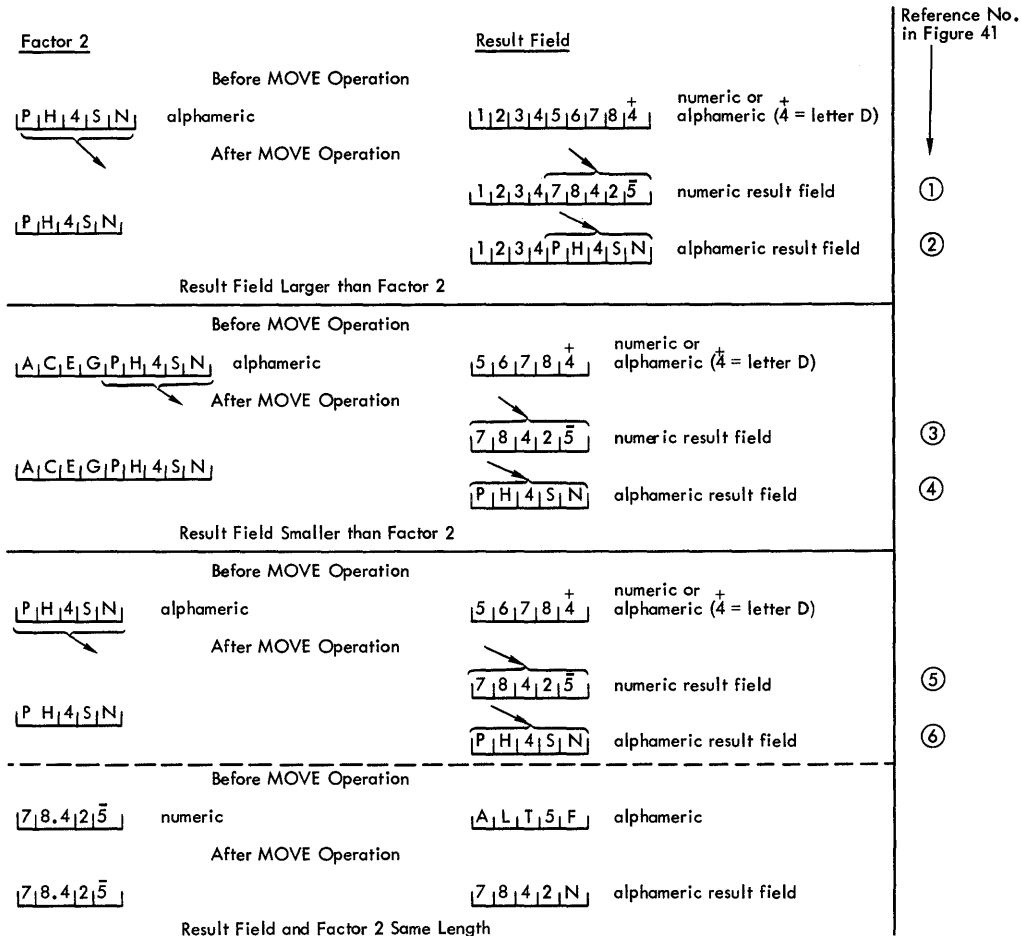 Reference No.
in Figure 41
Factor 2 Result Field
Before MOVE Operation
P H 4 S N alphameric
1 2 3 4 5 6 7 8 4̟ numeric or
alphameric (4̟ = letter D)
After MOVE Operation
1 2 3 4 7 8 4 2 5̅ numeric result field ①
P H 4 S N
1 2 3 4 P H 4 S N alphameric result field ②
Result Field Larger than Factor 2
Before MOVE Operation
A C E G P H 4 S N alphameric
5 6 7 8 4̟ numeric or
alphameric (4̟ = letter D)
After MOVE Operation
7 8 4 2 5̅ numeric result field ③
A C E G P H 4 S N
P H 4 S N alphameric result field ④
Result Field Smaller than Factor 2
Before MOVE Operation
P H 4 S N alphameric
5 6 7 8 4̟ numeric or
alphameric (4̟ = letter D)
After MOVE Operation
7 8 4 2 5̅ numeric result field ⑤
P H 4 S N
P H 4 S N alphameric result field ⑥
Before MOVE Operation
7 8.4 2 5̅ numeric A L T 5 F alphameric
After MOVE Operation
7 8.4 2 5̅ 7 8 4 2 N alphameric result field
Result Field and Factor 2 Same Length